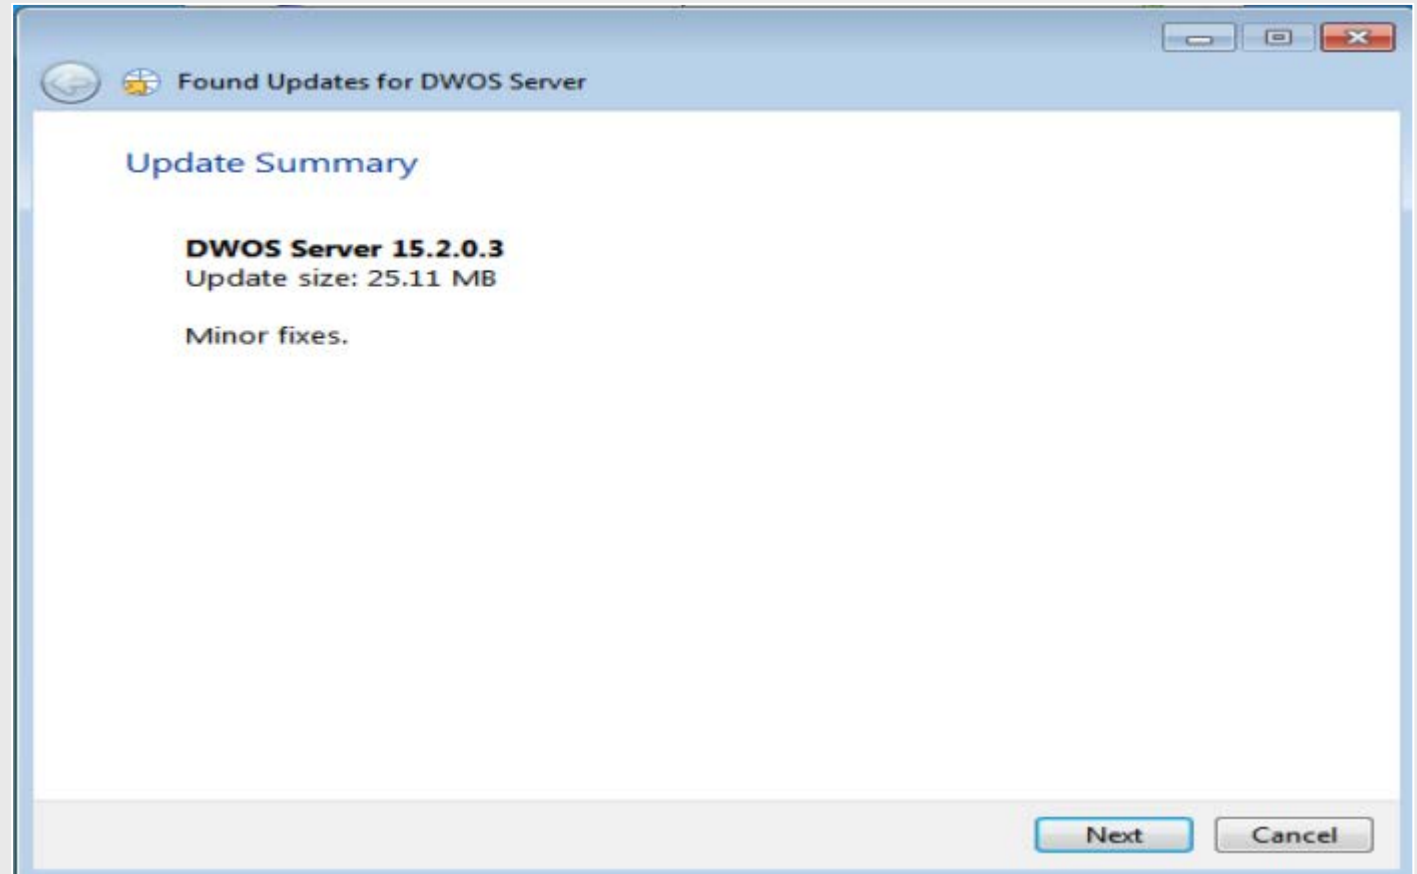 Found Updates for DWOS Server
Update Summary
DWOS Server 15.2.0.3
Update size: 25.11 MB
Minor fixes.
Next
Cancel